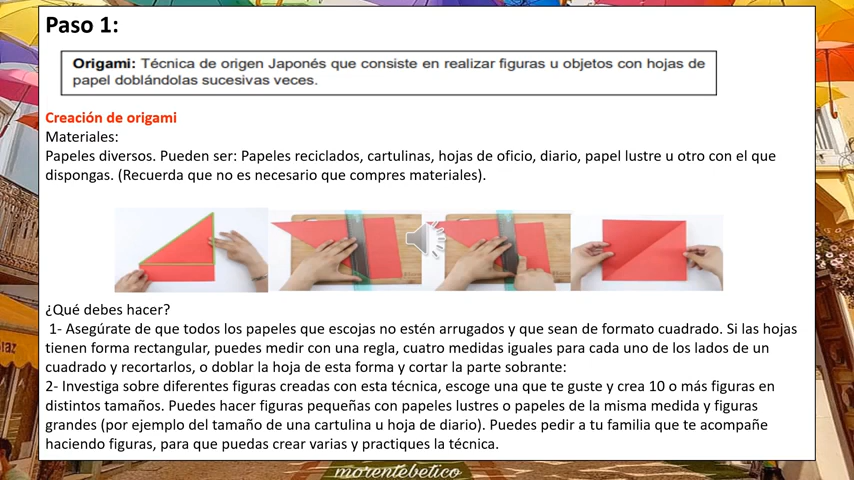 Paso 1:
Origami: Técnica de origen Japonés que consiste en realizar figuras u objetos con hojas de
papel doblándolas sucesivas veces.
Creación de origami
Materiales:
Papeles diversos. Pueden ser: Papeles reciclados, cartulinas, hojas de oficio, diario, papel lustre u otro con el que
dispongas. (Recuerda que no es necesario que compres materiales).
¿Qué debes hacer?
1- Asegúrate de que todos los papeles que escojas no estén arrugados y que sean de formato cuadrado. Si las hojas
tienen forma rectangular, puedes medir con una regla, cuatro medidas iguales para cada uno de los lados de un
cuadrado y recortarlos, o doblar la hoja de esta forma y cortar la parte sobrante:
2- Investiga sobre diferentes figuras creadas con esta técnica, escoge una que te guste y crea 10 o más figuras en
distintos tamaños. Puedes hacer figuras pequeñas con papeles lustres o papeles de la misma medida y figuras
grandes (por ejemplo del tamaño de una cartulina u hoja de diario). Puedes pedir a tu familia que te acompañe
haciendo figuras, para que puedas crear varias y practiques la técnica.
morentebetico